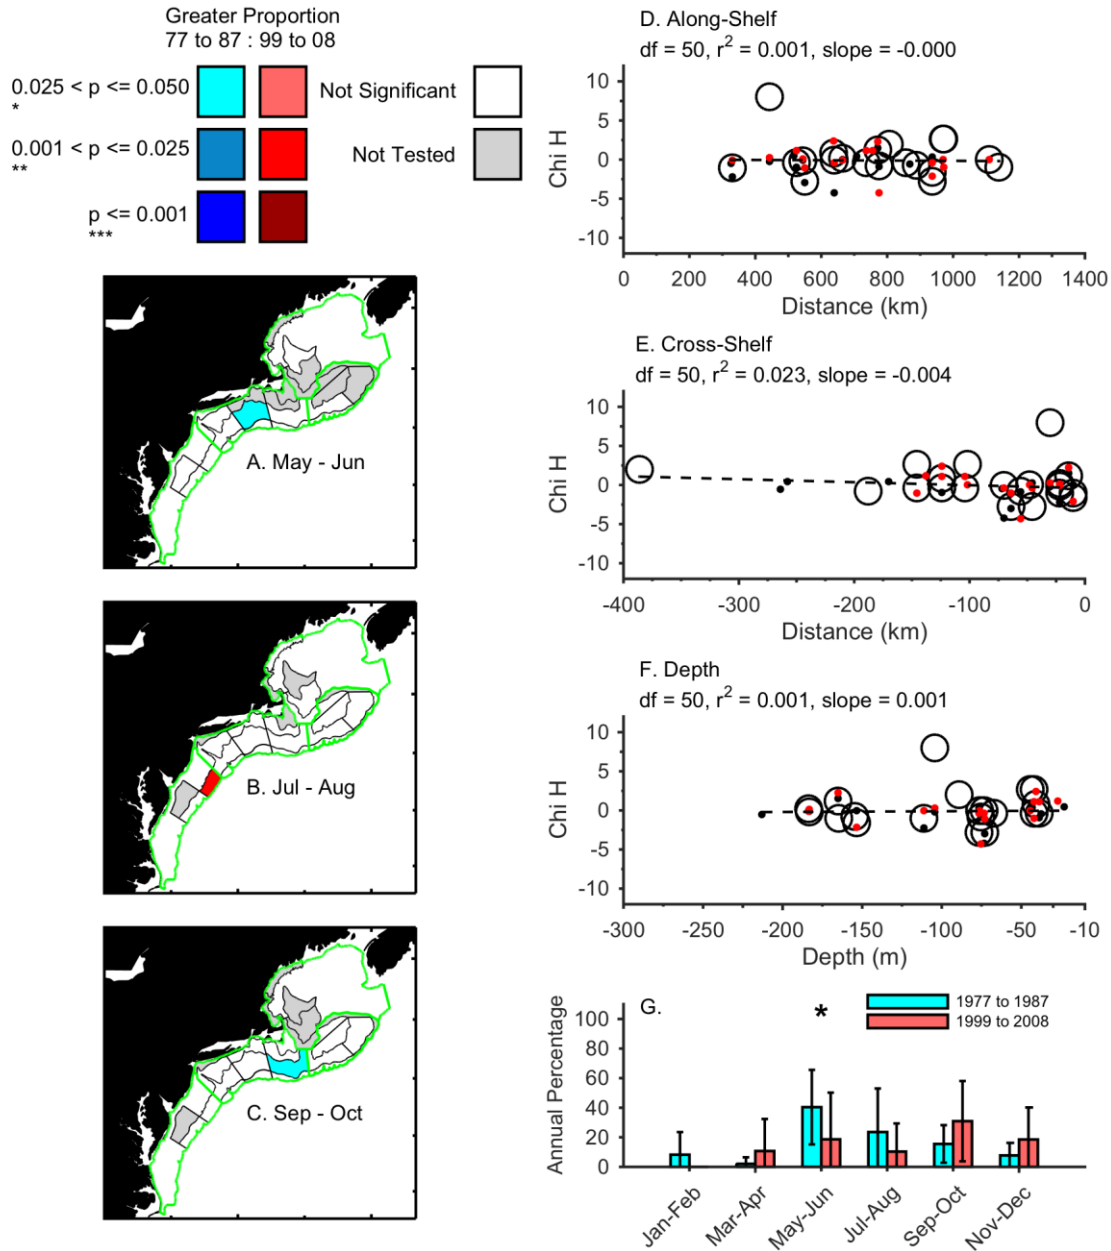 Greater Proportion
77 to 87 : 99 to 08
0.025 < p <= 0.050
*
Not Significant
0.001 < p <= 0.025
**
Not Tested
p <= 0.001
***
A. May - Jun
B. Jul - Aug
C. Sep - Oct
D. Along-Shelf
df = 50, r² = 0.001, slope = -0.000
Chi H
10
5
0
-5
-10
0 200 400 600 800 1000 1200 1400
Distance (km)
E. Cross-Shelf
df = 50, r² = 0.023, slope = -0.004
Chi H
10
5
0
-5
-10
-400 -300 -200 -100 0
Distance (km)
F. Depth
df = 50, r² = 0.001, slope = 0.001
Chi H
10
5
0
-5
-10
-300 -250 -200 -150 -100 -50 -10
Depth (m)
G.
*
1977 to 1987
1999 to 2008
Annual Percentage
100
80
60
40
20
0
Jan-Feb Mar-Apr May-Jun Jul-Aug Sep-Oct Nov-Dec